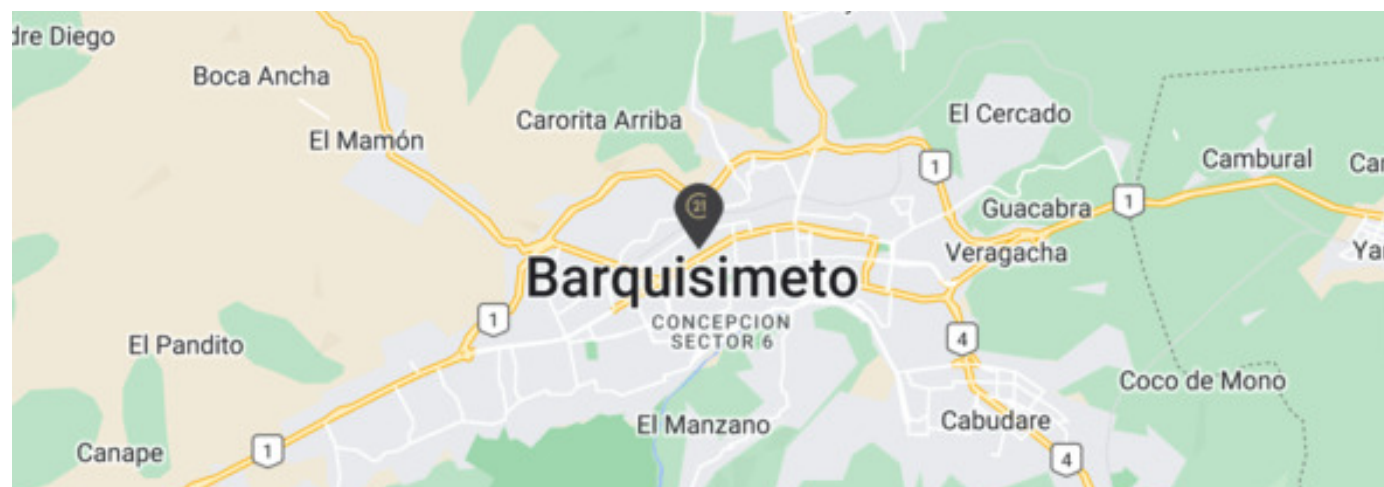 dre Diego
Boca Ancha
El Mamón
Carorita Arriba
El Cercado
1
Cambural
Car
1
Guacabra
Veragacha
Yar
21
Barquisimeto
CONCEPCION
SECTOR 6
1
El Pandito
4
Coco de Mono
El Manzano
Cabudare
Canape
1
4